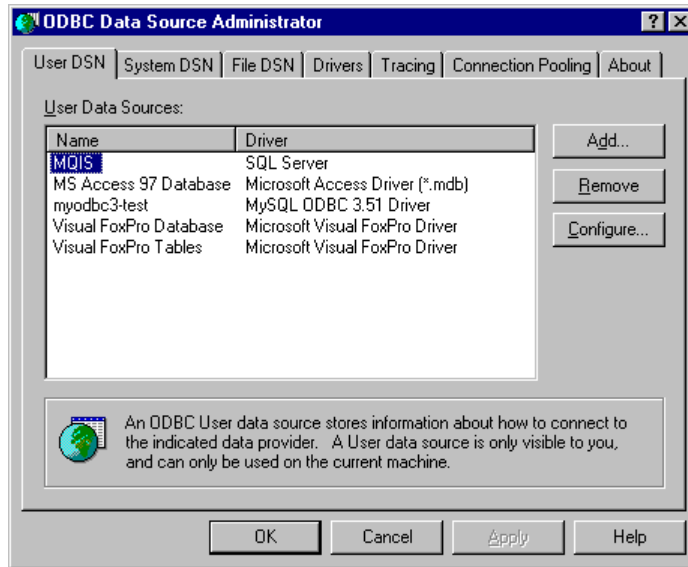 ODBC Data Source Administrator
User DSN System DSN File DSN Drivers Tracing Connection Pooling About
User Data Sources:
Name Driver
MQIS SQL Server
MS Access 97 Database Microsoft Access Driver (*.mdb)
myodbc3-test MySQL ODBC 3.51 Driver
Visual FoxPro Database Microsoft Visual FoxPro Driver
Visual FoxPro Tables Microsoft Visual FoxPro Driver
Add...
Remove
Configure...
An ODBC User data source stores information about how to connect to
the indicated data provider. A User data source is only visible to you,
and can only be used on the current machine.
OK Cancel Apply Help